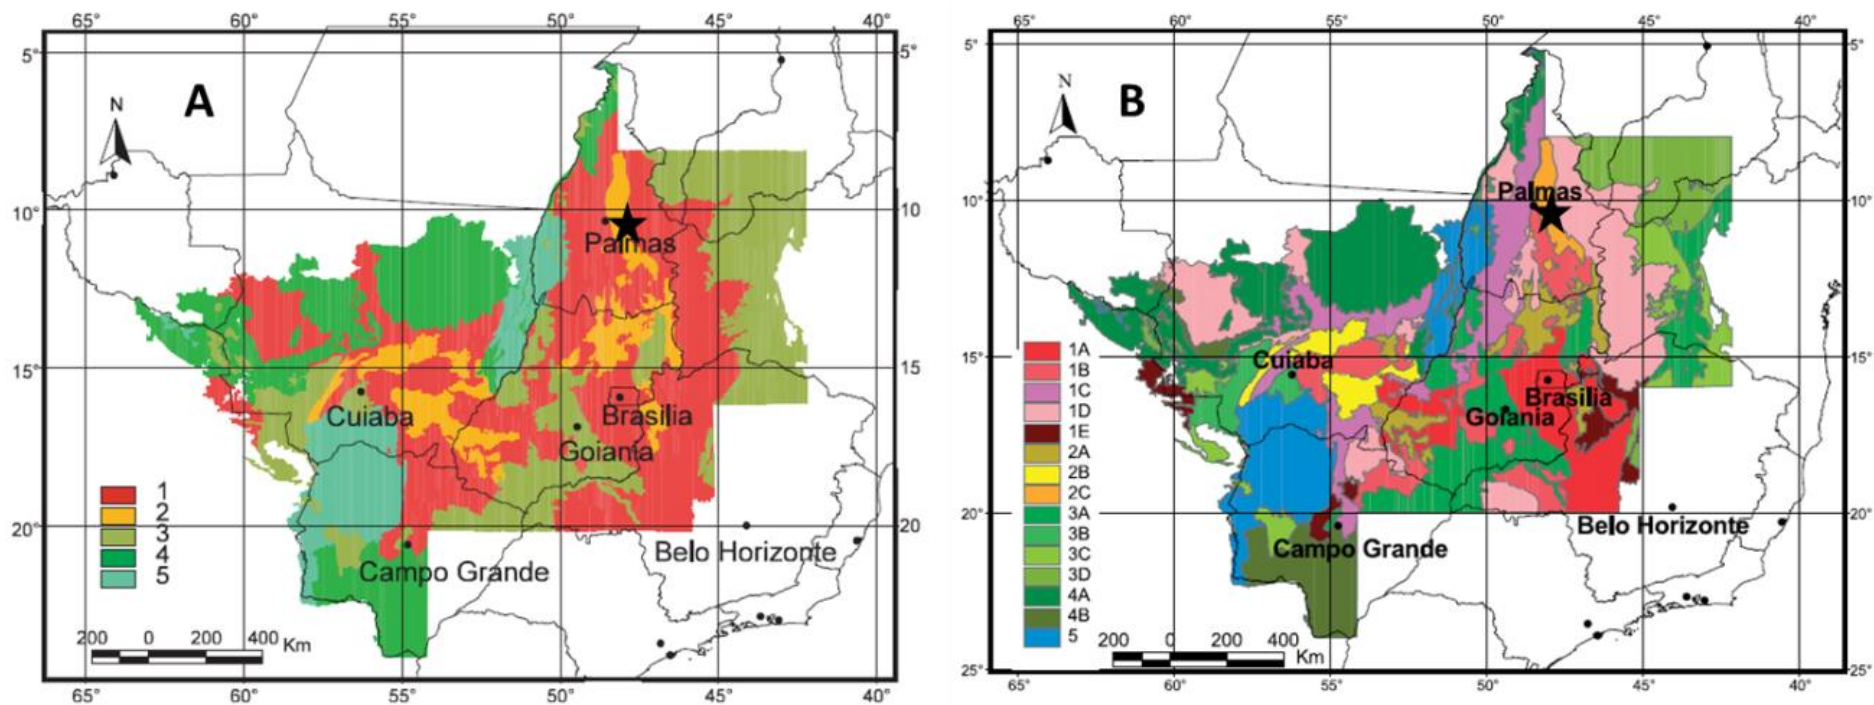 65° 60° 55° 50° 45° 40°
5° 5°
N
A
10° 10
Palmas
15° 15
Cuiaba
Brasilia
Goiania
1
2
3
4
5
20° 20
Belo Horizonte
Campo Grande
200 0 200 400 Km
65° 60° 55° 50° 45° 40°
65° 60° 55° 50° 45° 40°
5° 5°
N
B
Palmas
10° 10°
15° 15°
Cuiaba
Brasilia
Goiania
1A
1B
1C
1D
1E
2A
2B
2C
3A
3B
3C
3D
4A
4B
5
20° 20°
Belo Horizonte
Campo Grande
200 0 200 400 Km
25° 25°
65° 60° 55° 50° 45° 40°